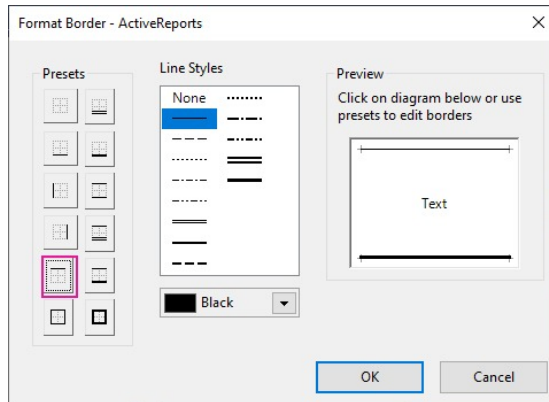 Format Border - ActiveReports
Presets
Line Styles
None
Black
Preview
Click on diagram below or use
presets to edit borders
Text
OK
Cancel